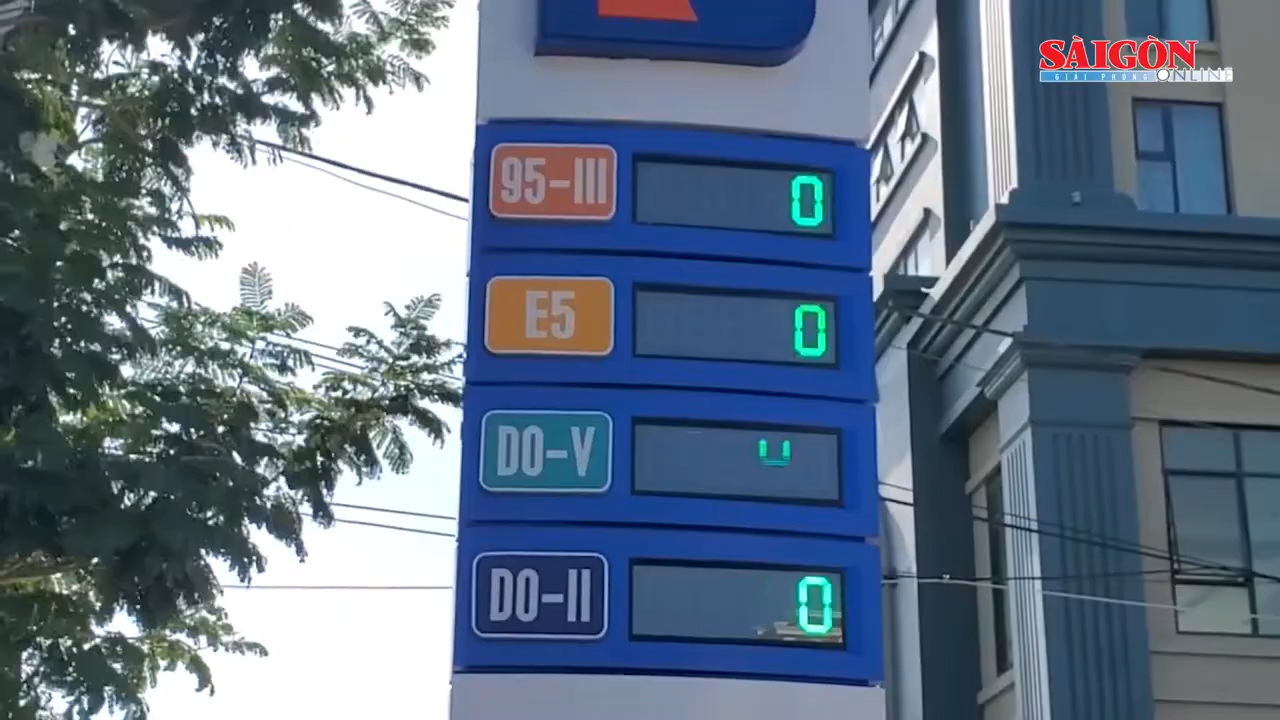 SÀIGÒN
GIẢI PHÓNG ONLINE
95-III 0
E5 0
DO-V
DO-II 0